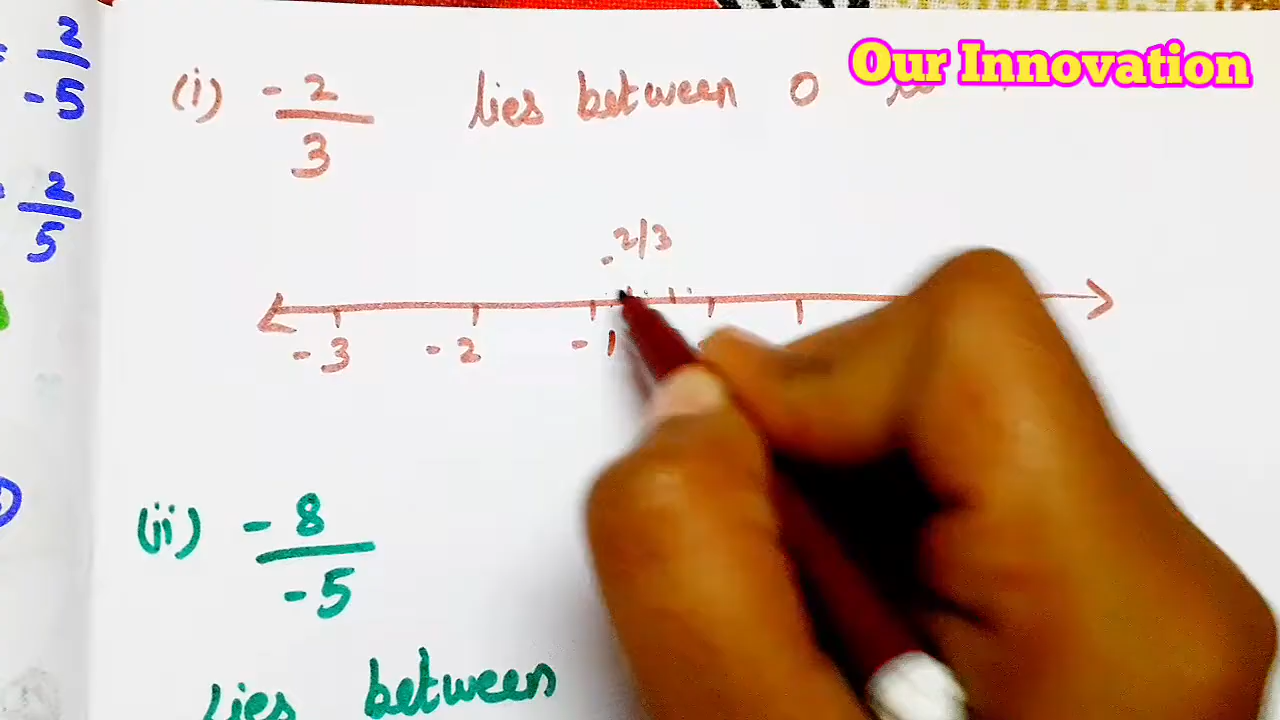 Our Innovation
2
- 5
(i) -2/3 lies between 0
2
5
-2/3
-3 -2 -1
(ii) -8/-5
lies between